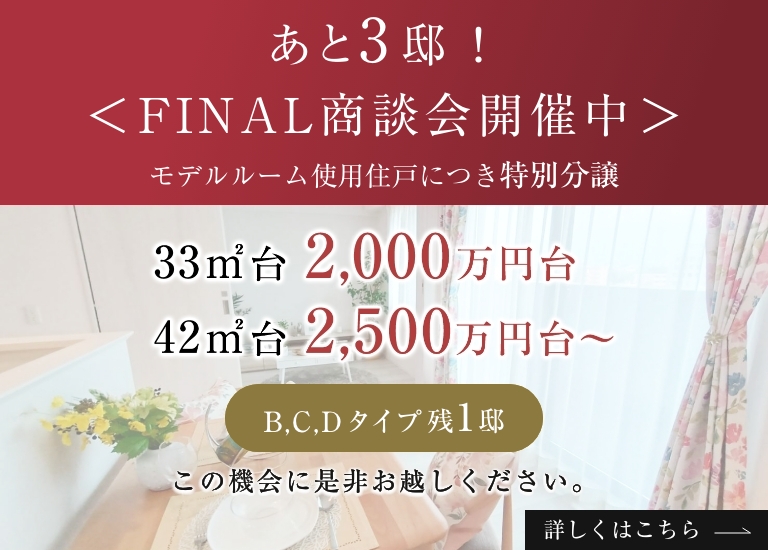 あと3邸！
＜FINAL商談会開催中＞
モデルルーム使用住戸につき特別分譲
33㎡台 2,000万円台
42㎡台 2,500万円台～
B,C,Dタイプ 残1邸
この機会に是非お越しください。
詳しくはこちら